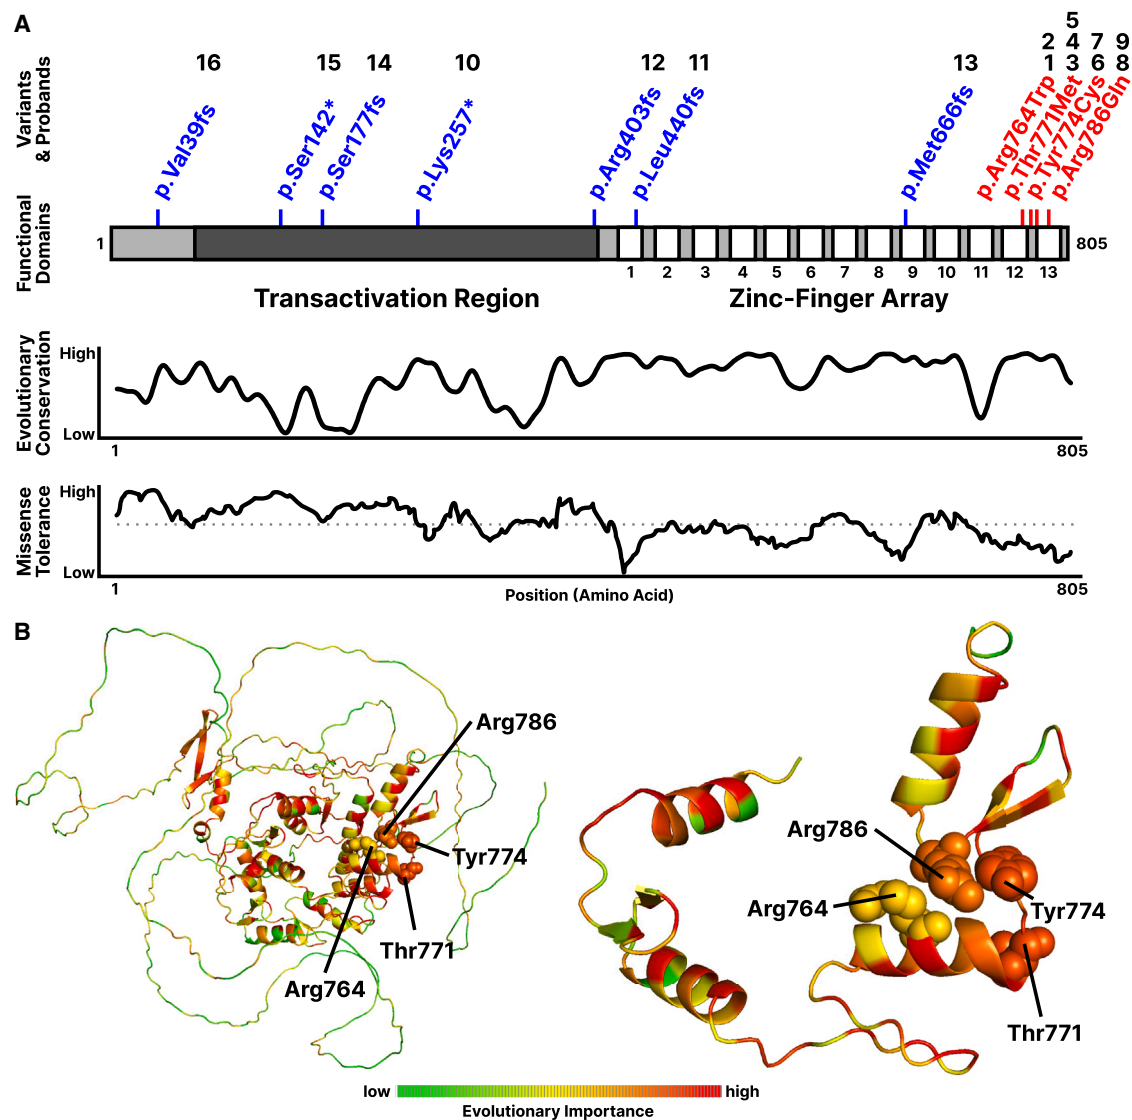 A
Variants
& Probands
16
15
14
10
12
11
13
2
1
5
4
3
7
6
9
8
p.Val39fs
p.Ser142*
p.Ser177fs
p.Lys257*
p.Arg403fs
p.Leu440fs
p.Met666fs
p.Arg764Trp
p.Thr771Met
p.Tyr774Cys
p.Arg786Gln
Functional
Domains
1
805
1 2 3 4 5 6 7 8 9 10 11 12 13
Transactivation Region
Zinc-Finger Array
Evolutionary
Conservation
High
Low
1
805
Missense
Tolerance
High
Low
1
805
Position (Amino Acid)
B
Arg786
Tyr774
Thr771
Arg764
Arg786
Arg764
Tyr774
Thr771
low
high
Evolutionary Importance